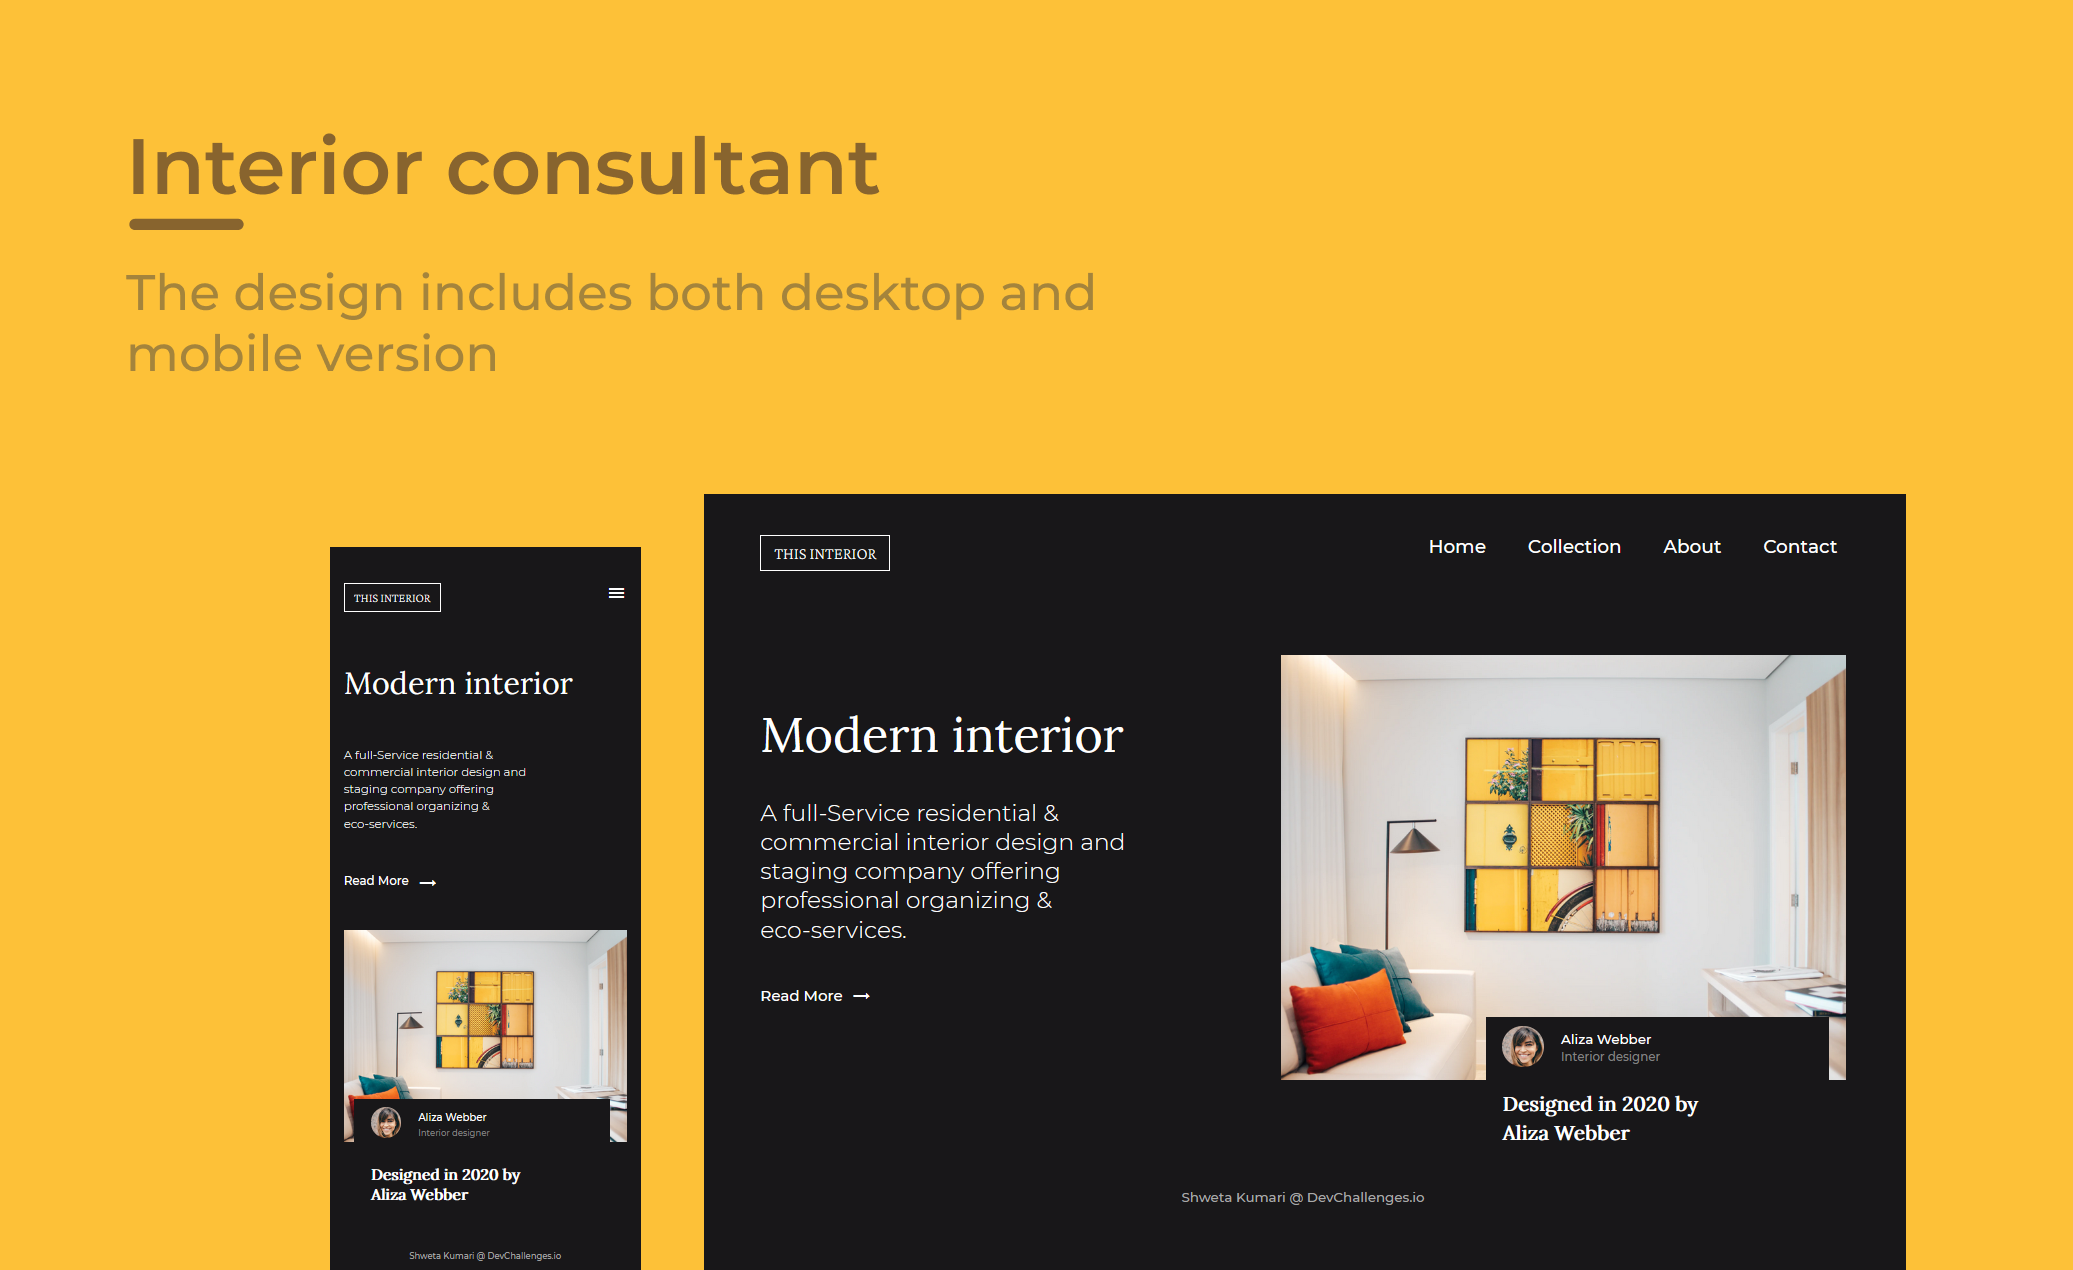 Interior consultant
The design includes both desktop and
mobile version
THIS INTERIOR
Modern interior
A full-Service residential &
commercial interior design and
staging company offering
professional organizing &
eco-services.
Read More
Aliza Webber
Interior designer
Designed in 2020 by
Aliza Webber
Shweta Kumari @ DevChallenges.io
THIS INTERIOR
Home Collection About Contact
Modern interior
A full-Service residential &
commercial interior design and
staging company offering
professional organizing &
eco-services.
Read More
Aliza Webber
Interior designer
Designed in 2020 by
Aliza Webber
Shweta Kumari @ DevChallenges.io